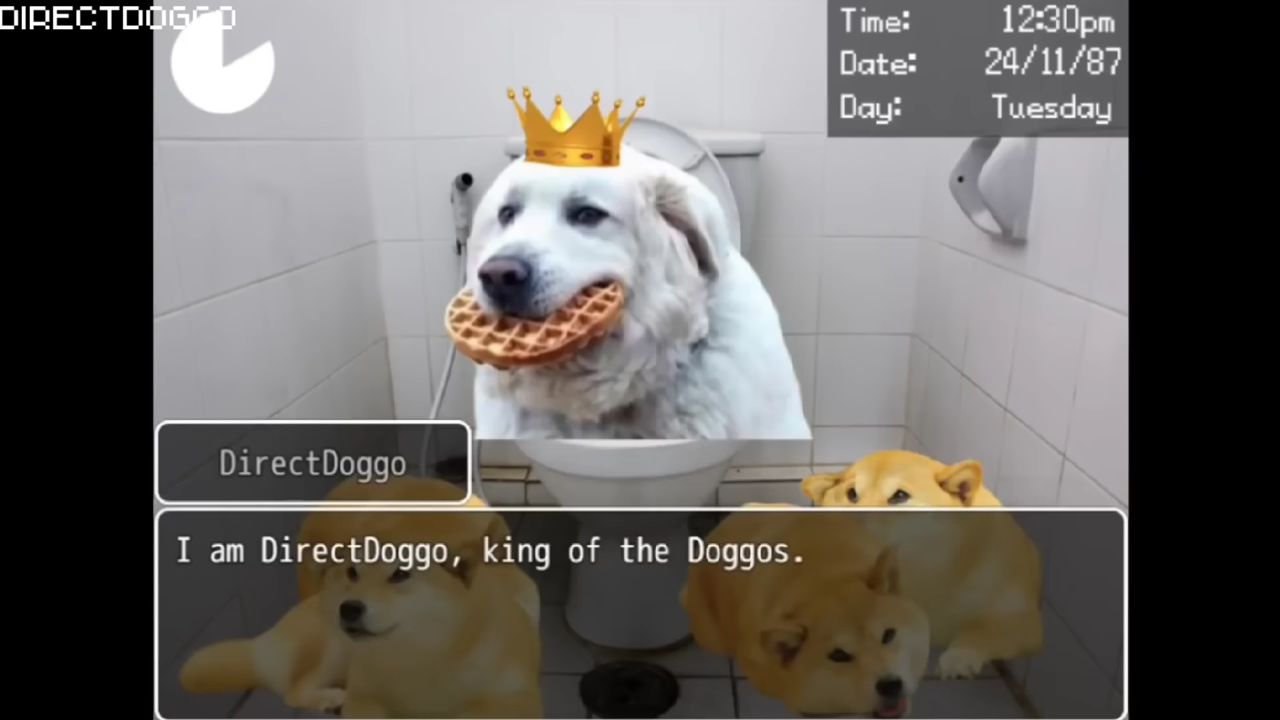 DIRECTDOGGO
Time: 12:30pm
Date: 24/11/87
Day: Tuesday
DirectDoggo
I am DirectDoggo, king of the Doggos.